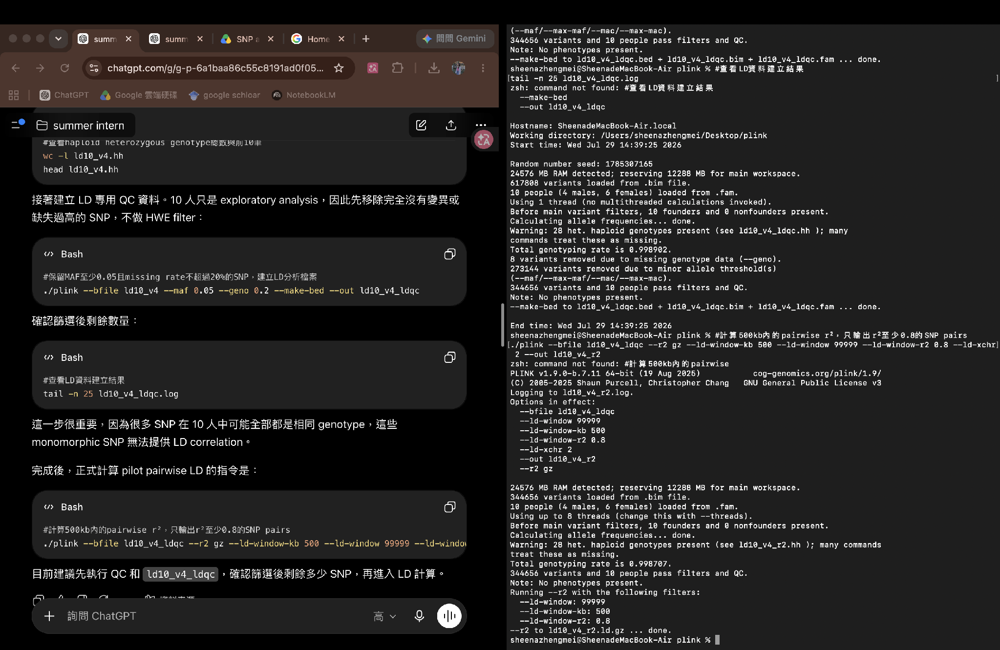 summ
summ
SNP a
Home
問問 Gemini
chatgpt.com/g/g-p-6a1baa86c55c8191ad0f05...
ChatGPT
Google 雲端硬碟
google schloar
NotebookLM
summer intern
#查看haploid heterozygous genotype總數與前10筆
wc -l ld10_v4.hh
head ld10_v4.hh
接著建立 LD 專用 QC 資料。10 人只是 exploratory analysis，因此先移除完全沒有變異或
缺失過高的 SNP，不做 HWE filter：
Bash
#保留MAF至少0.05且missing rate不超過20%的SNP，建立LD分析檔案
./plink --bfile ld10_v4 --maf 0.05 --geno 0.2 --make-bed --out ld10_v4_ldqc
確認篩選後剩餘數量：
Bash
#查看LD資料建立結果
tail -n 25 ld10_v4_ldqc.log
這一步很重要，因為很多 SNP 在 10 人中可能全部都是相同 genotype，這些
monomorphic SNP 無法提供 LD correlation。
完成後，正式計算 pilot pairwise LD 的指令是：
Bash
#計算500kb內的pairwise r²，只輸出r²至少0.8的SNP pairs
./plink --bfile ld10_v4_ldqc --r2 gz --ld-window-kb 500 --ld-window 99999 --ld-window
目前建議先執行 QC 和 ld10_v4_ldqc，確認篩選後剩餘多少 SNP，再進入 LD 計算。
資料來源
詢問 ChatGPT
高
(--maf/--max-maf/--mac/--max-mac).
344656 variants and 10 people pass filters and QC.
Note: No phenotypes present.
--make-bed to ld10_v4_ldqc.bed + ld10_v4_ldqc.bim + ld10_v4_ldqc.fam ... done.
sheenazhengmei@SheenadeMacBook-Air plink % #查看LD資料建立結果
[tail -n 25 ld10_v4_ldqc.log ]
zsh: command not found: #查看LD資料建立結果
--make-bed
--out ld10_v4_ldqc
Hostname: SheenadeMacBook-Air.local
Working directory: /Users/sheenazhengmei/Desktop/plink
Start time: Wed Jul 29 14:39:25 2026
Random number seed: 1785307165
24576 MB RAM detected; reserving 12288 MB for main workspace.
617808 variants loaded from .bim file.
10 people (4 males, 6 females) loaded from .fam.
Using 1 thread (no multithreaded calculations invoked).
Before main variant filters, 10 founders and 0 nonfounders present.
Calculating allele frequencies... done.
Warning: 28 het. haploid genotypes present (see ld10_v4_ldqc.hh ); many
commands treat these as missing.
Total genotyping rate is 0.998902.
8 variants removed due to missing genotype data (--geno).
273144 variants removed due to minor allele threshold(s)
(--maf/--max-maf/--mac/--max-mac).
344656 variants and 10 people pass filters and QC.
Note: No phenotypes present.
--make-bed to ld10_v4_ldqc.bed + ld10_v4_ldqc.bim + ld10_v4_ldqc.fam ... done.
End time: Wed Jul 29 14:39:25 2026
sheenazhengmei@SheenadeMacBook-Air plink % #計算500kb內的pairwise r²，只輸出r²至少0.8的SNP pairs
[./plink --bfile ld10_v4_ldqc --r2 gz --ld-window-kb 500 --ld-window 99999 --ld-window-r2 0.8 --ld-xchr]
2 --out ld10_v4_r2
zsh: command not found: #計算500kb內的pairwise
PLINK v1.9.0-b.7.11 64-bit (19 Aug 2025) cog-genomics.org/plink/1.9/
(C) 2005-2025 Shaun Purcell, Christopher Chang GNU General Public License v3
Logging to ld10_v4_r2.log.
Options in effect:
--bfile ld10_v4_ldqc
--ld-window 99999
--ld-window-kb 500
--ld-window-r2 0.8
--ld-xchr 2
--out ld10_v4_r2
--r2 gz
24576 MB RAM detected; reserving 12288 MB for main workspace.
344656 variants loaded from .bim file.
10 people (4 males, 6 females) loaded from .fam.
Using up to 8 threads (change this with --threads).
Before main variant filters, 10 founders and 0 nonfounders present.
Calculating allele frequencies... done.
Warning: 28 het. haploid genotypes present (see ld10_v4_r2.hh ); many commands
treat these as missing.
Total genotyping rate is 0.998707.
344656 variants and 10 people pass filters and QC.
Note: No phenotypes present.
Running --r2 with the following filters:
--ld-window: 99999
--ld-window-kb: 500
--ld-window-r2: 0.8
--r2 to ld10_v4_r2.ld.gz ... done.
sheenazhengmei@SheenadeMacBook-Air plink %